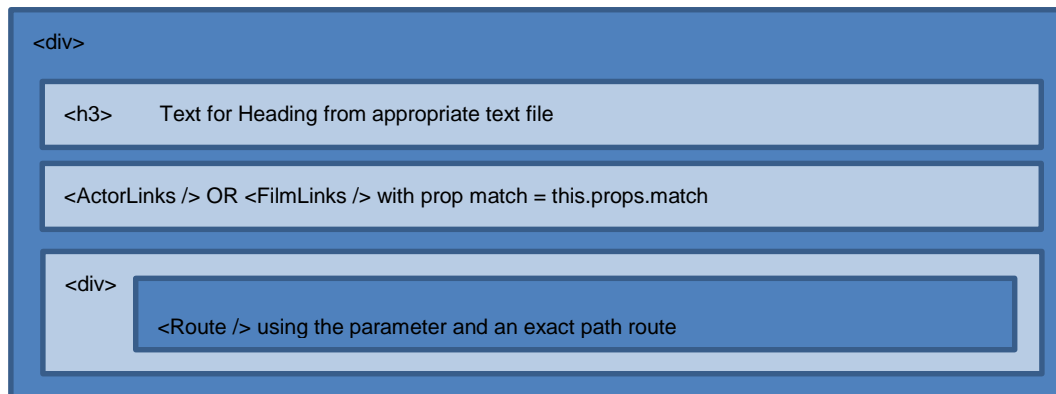 <div>
<h3> Text for Heading from appropriate text file
<ActorLinks /> OR <FilmLinks /> with prop match = this.props.match
<div>
<Route /> using the parameter and an exact path route